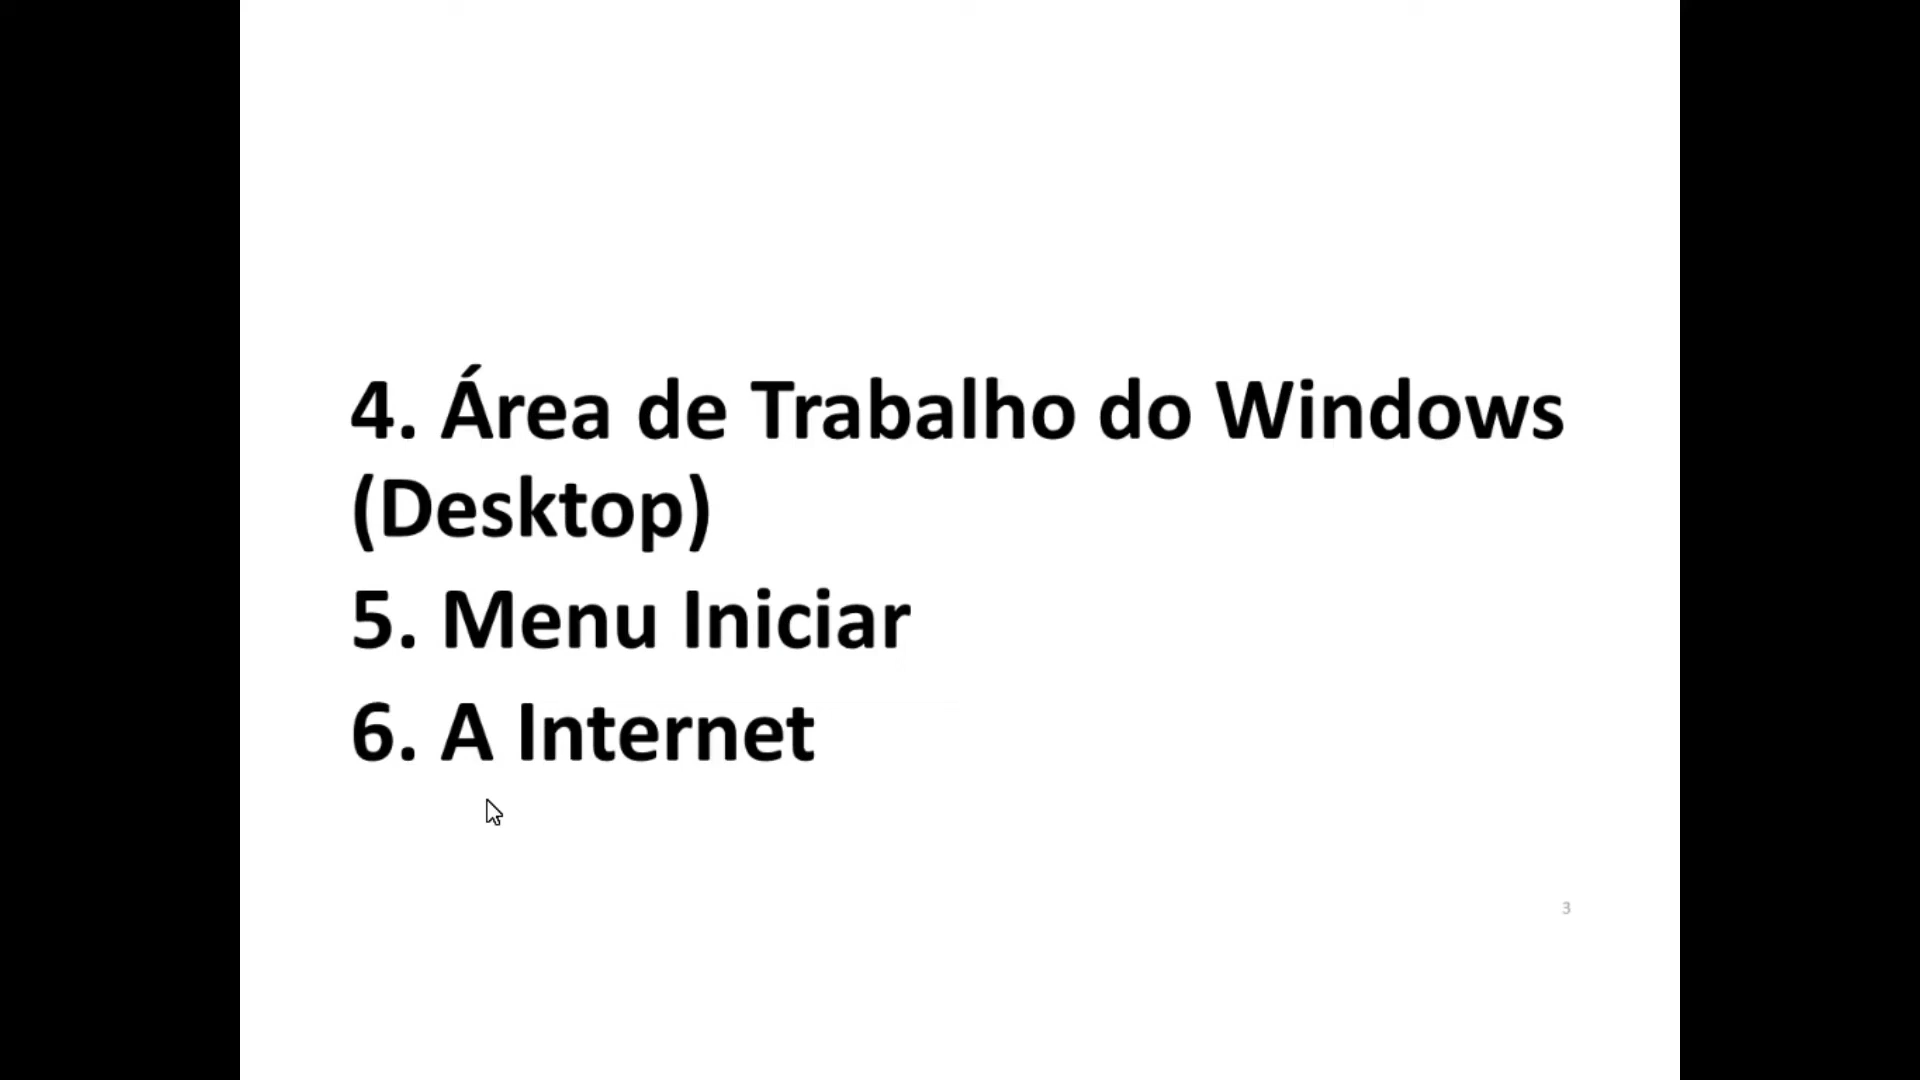 4. Área de Trabalho do Windows
(Desktop)
5. Menu Iniciar
6. A Internet
3